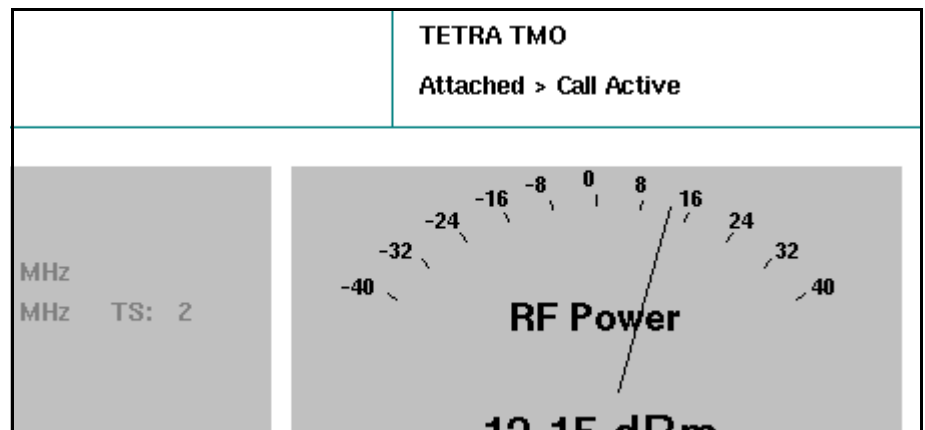 TETRA TMO
Attached > Call Active
-40
-32
-24
-16
-8
0
8
16
24
32
40
MHz
MHz TS: 2
RF Power